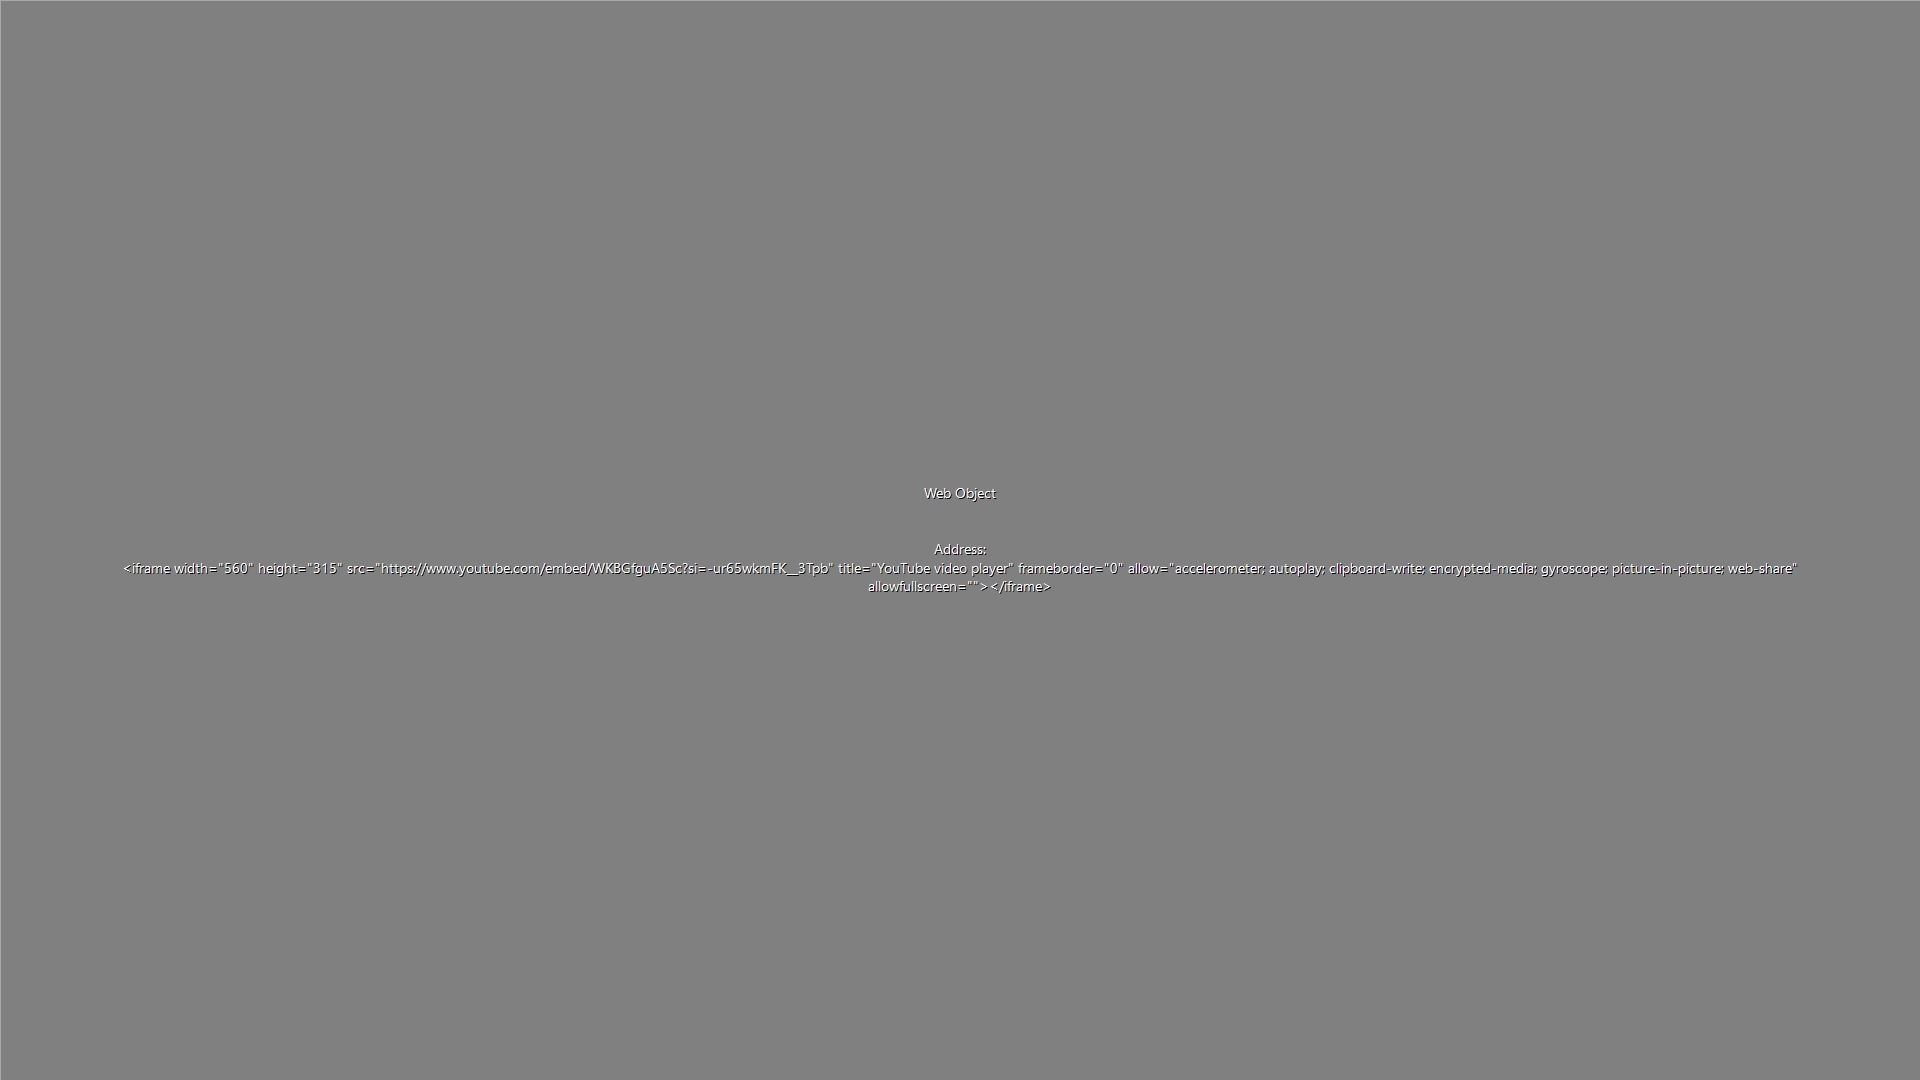 Web Object
Address:
<iframe width="560" height="315" src="https://www.youtube.com/embed/WKBGfguA5Sc?si=-ur65wkmFK__3Tpb" title="YouTube video player" frameborder="0" allow="accelerometer; autoplay; clipboard-write; encrypted-media; gyroscope; picture-in-picture; web-share"
allowfullscreen=""></iframe>